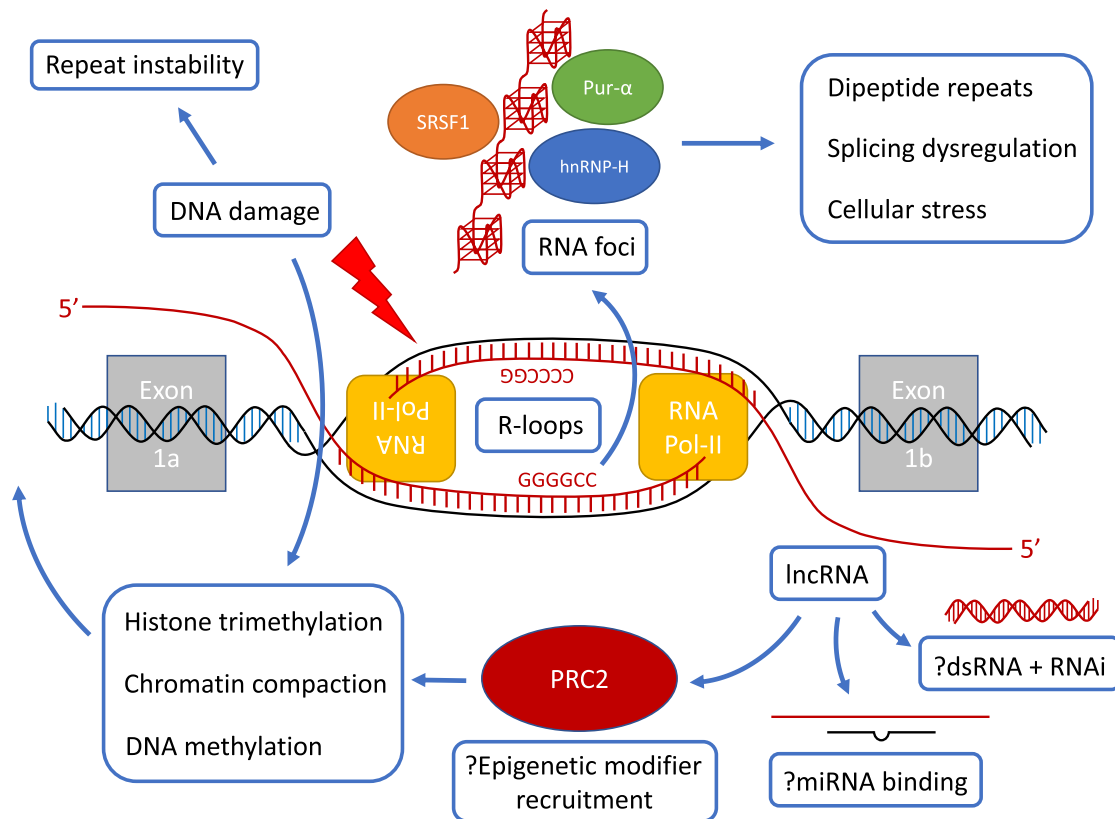 Repeat instability
DNA damage
SRSF1
Pur-α
hnRNP-H
RNA foci
Dipeptide repeats
Splicing dysregulation
Cellular stress
5’
Exon
1a
RNA
Pol-II
CCCCGG
R-loops
GGGGCC
RNA
Pol-II
Exon
1b
5’
lncRNA
?dsRNA + RNAi
?miRNA binding
PRC2
?Epigenetic modifier
recruitment
Histone trimethylation
Chromatin compaction
DNA methylation